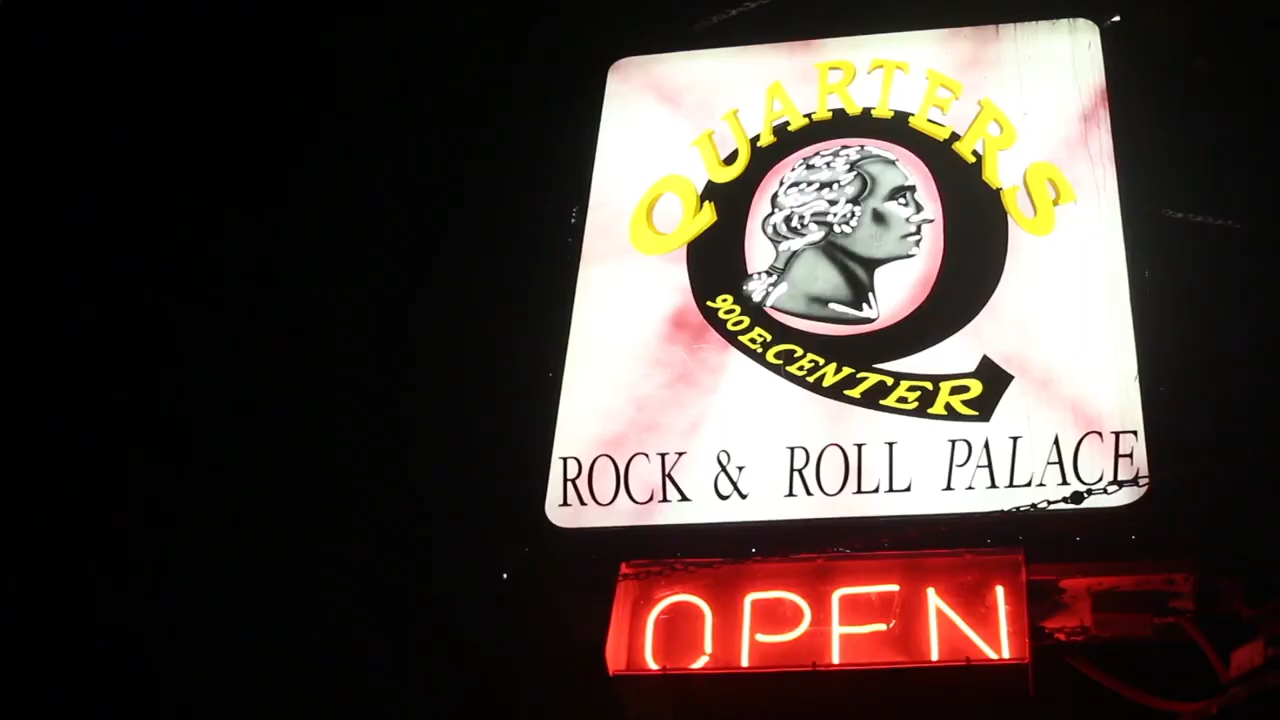 QUARTERS
900 E. CENTER
ROCK & ROLL PALACE
OPEN